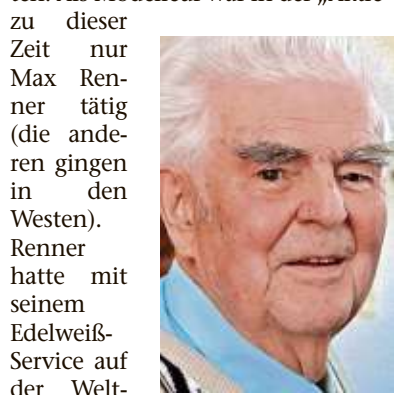 zu dieser
Zeit nur
Max Ren-
ner tätig
(die ande-
ren gingen
in den
Westen).
Renner
hatte mit
seinem
Edelweiß-
Service auf
der Welt-